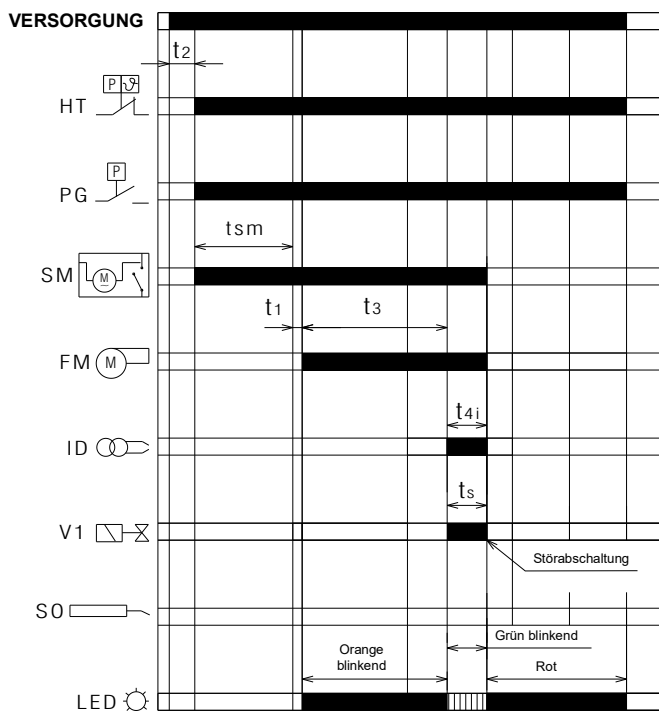 VERSORGUNG
t2
P ϑ
HT
P
PG
tsm
SM M
t1 t3
FM M
t4i
ID
ts
V1
Störabschaltung
SO
Grün blinkend
Orange
blinkend
Rot
LED